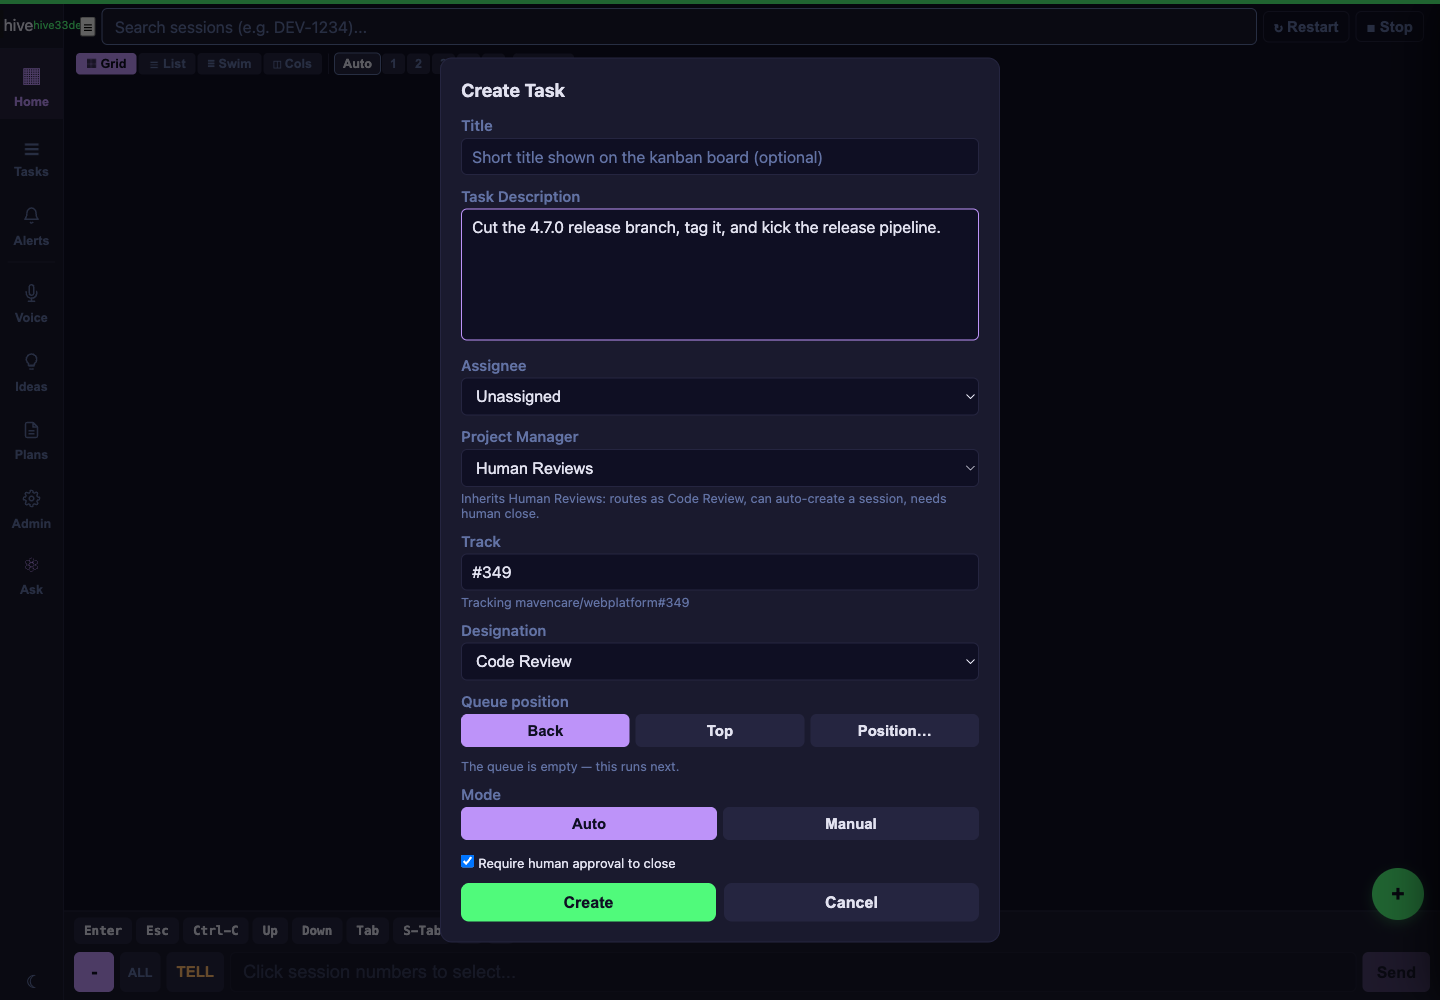 hivehive33de
Search sessions (e.g. DEV-1234)...
Restart
Stop
Grid
List
Swim
Cols
Auto
1
2
Home
Tasks
Alerts
Voice
Ideas
Plans
Admin
Ask
Create Task
Title
Short title shown on the kanban board (optional)
Task Description
Cut the 4.7.0 release branch, tag it, and kick the release pipeline.
Assignee
Unassigned
Project Manager
Human Reviews
Inherits Human Reviews: routes as Code Review, can auto-create a session, needs
human close.
Track
#349
Tracking mavencare/webplatform#349
Designation
Code Review
Queue position
Back
Top
Position...
The queue is empty — this runs next.
Mode
Auto
Manual
Require human approval to close
Create
Cancel
+
Enter
Esc
Ctrl-C
Up
Down
Tab
S-Tab
-
ALL
TELL
Click session numbers to select...
Send